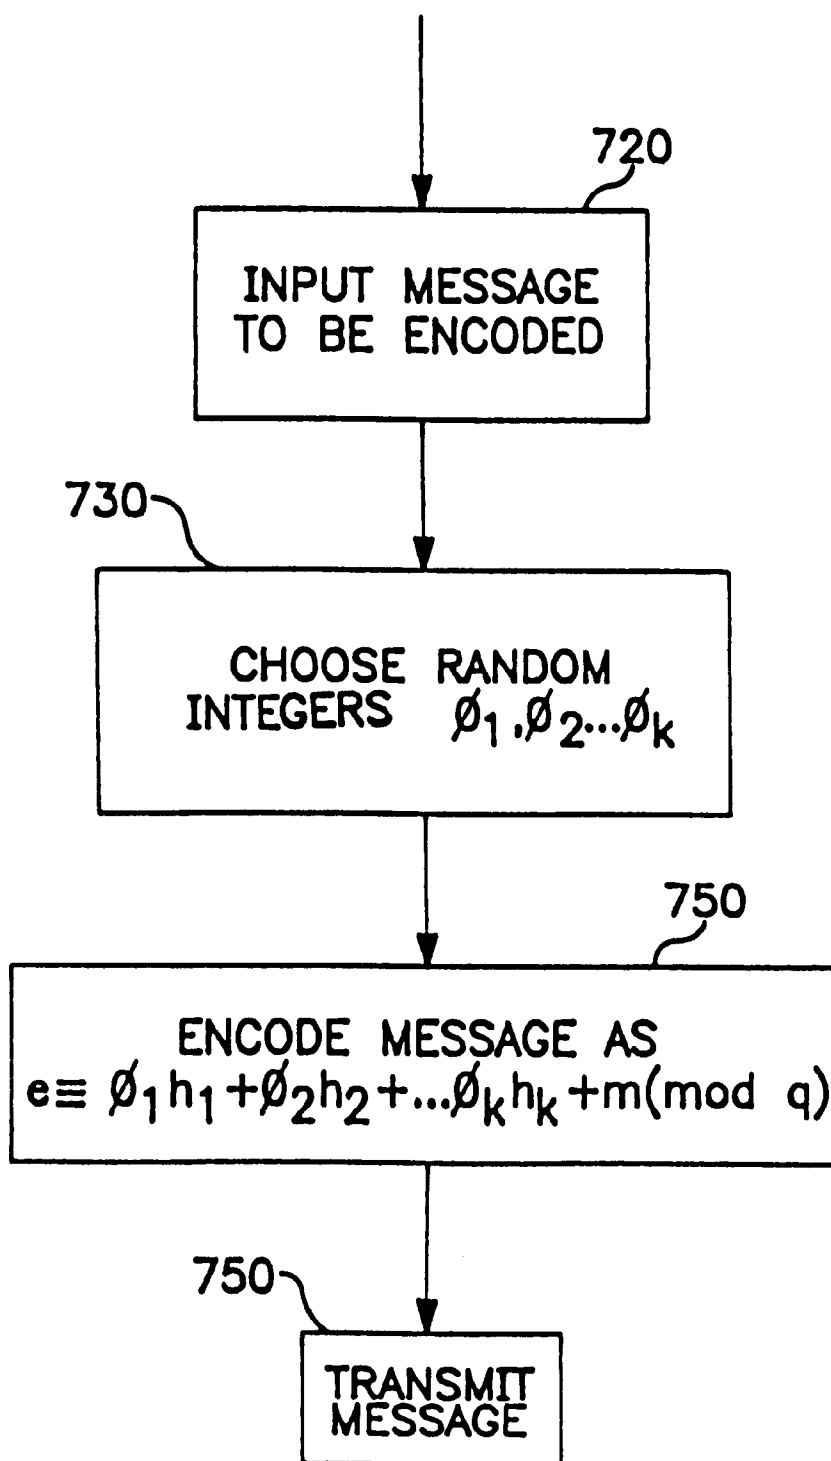 720
INPUT MESSAGE
TO BE ENCODED
730
CHOOSE RANDOM
INTEGERS Ø₁,Ø₂...Øₖ
750
ENCODE MESSAGE AS
e≡ Ø₁h₁+Ø₂h₂+...Øₖhₖ+m(mod q)
750
TRANSMIT
MESSAGE